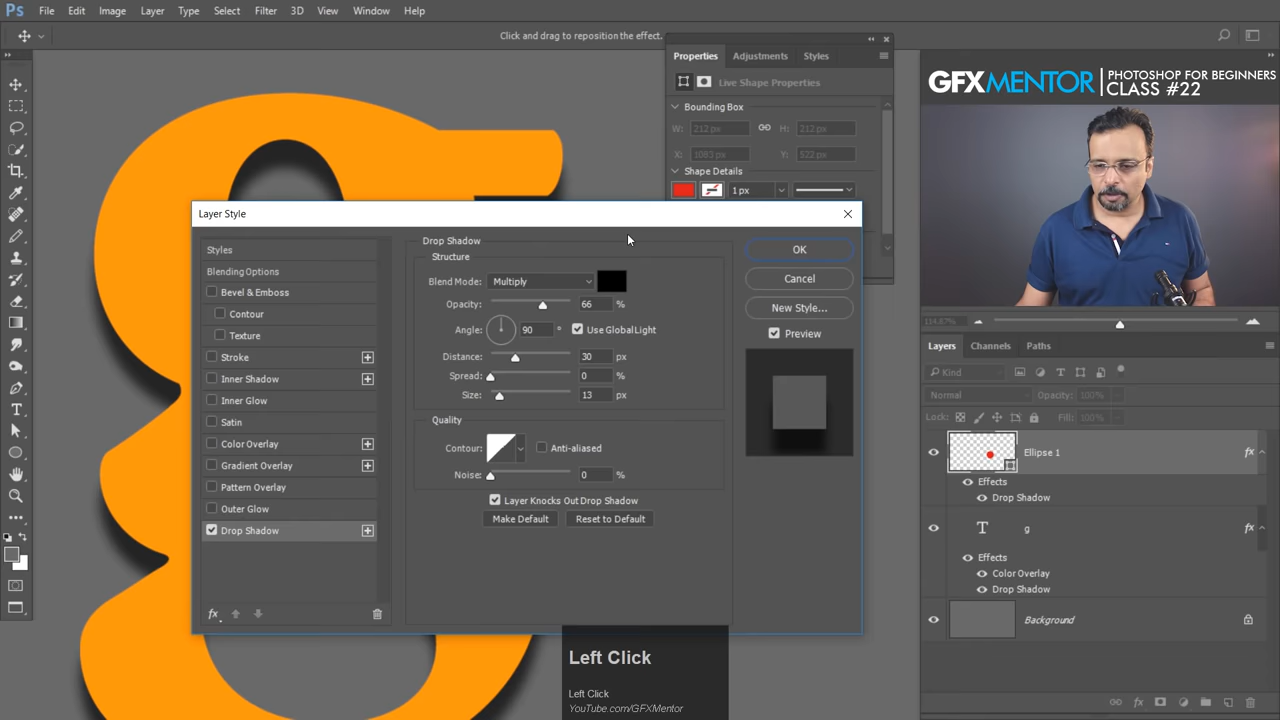 Ps File Edit Image Layer Type Select Filter 3D View Window Help
Click and drag to reposition the effect.
Properties Adjustments Styles
Live Shape Properties
Bounding Box
W: 212 px H: 212 px
X: 1083 px Y: 522 px
Shape Details
1 px
GFXMENTOR
PHOTOSHOP FOR BEGINNERS
CLASS #22
Layer Style
Styles
Blending Options
Bevel & Emboss
Contour
Texture
Stroke
Inner Shadow
Inner Glow
Satin
Color Overlay
Gradient Overlay
Pattern Overlay
Outer Glow
Drop Shadow
fx
Drop Shadow
Structure
Blend Mode: Multiply
Opacity: 66 %
Angle: 90 ° Use Global Light
Distance: 30 px
Spread: 0 %
Size: 13 px
Quality
Contour: Anti-aliased
Noise: 0 %
Layer Knocks Out Drop Shadow
Make Default Reset to Default
OK
Cancel
New Style...
Preview
Left Click
Left Click
YouTube.com/GFXMentor
Layers Channels Paths
Kind
Normal Opacity: 100%
Lock: Fill: 100%
Ellipse 1 fx
Effects
Drop Shadow
T g fx
Effects
Color Overlay
Drop Shadow
Background
fx